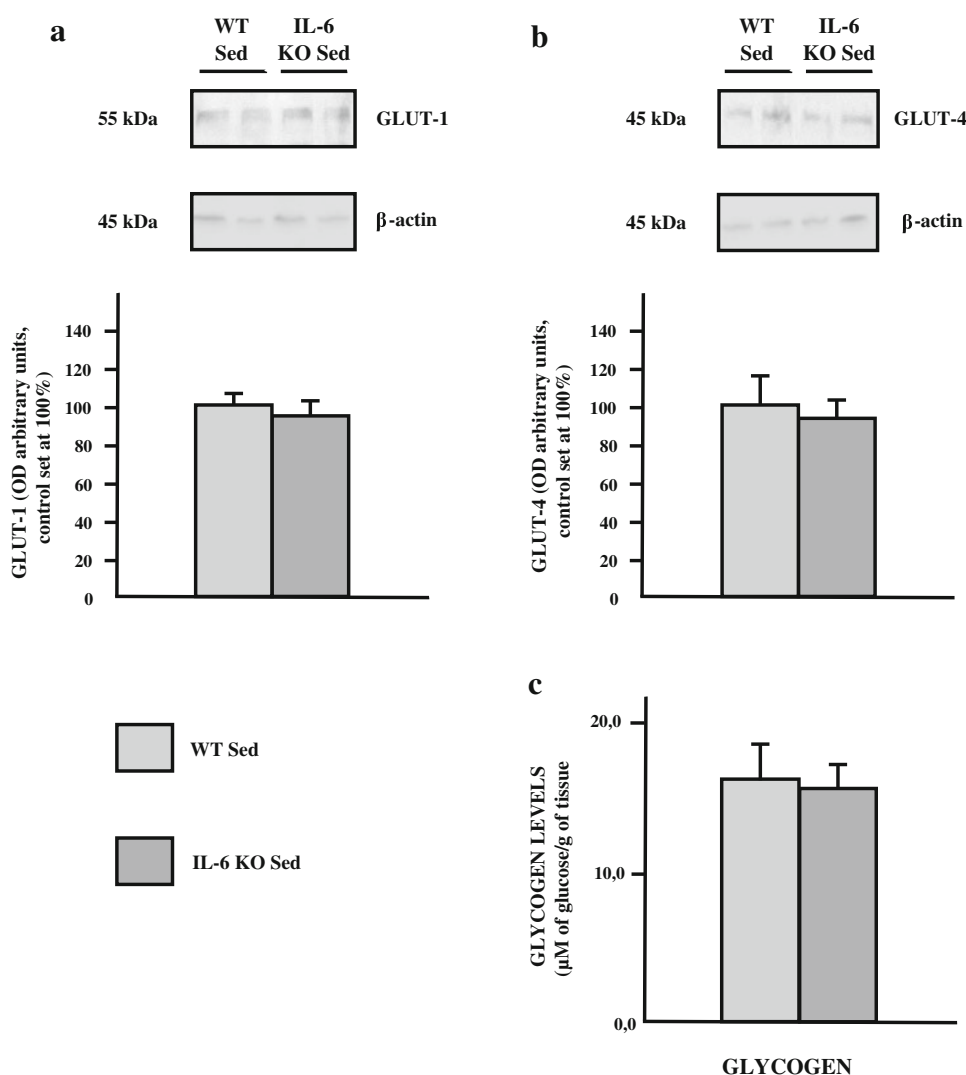 a
WT
Sed
IL-6
KO Sed
55 kDa
GLUT-1
45 kDa
β-actin
GLUT-1 (OD arbitrary units,
control set at 100%)
140
120
100
80
60
40
20
0
b
WT
Sed
IL-6
KO Sed
45 kDa
GLUT-4
45 kDa
β-actin
GLUT-4 (OD arbitrary units,
control set at 100%)
140
120
100
80
60
40
20
0
WT Sed
IL-6 KO Sed
c
GLYCOGEN LEVELS
(µM of glucose/g of tissue)
20,0
10,0
0,0
GLYCOGEN